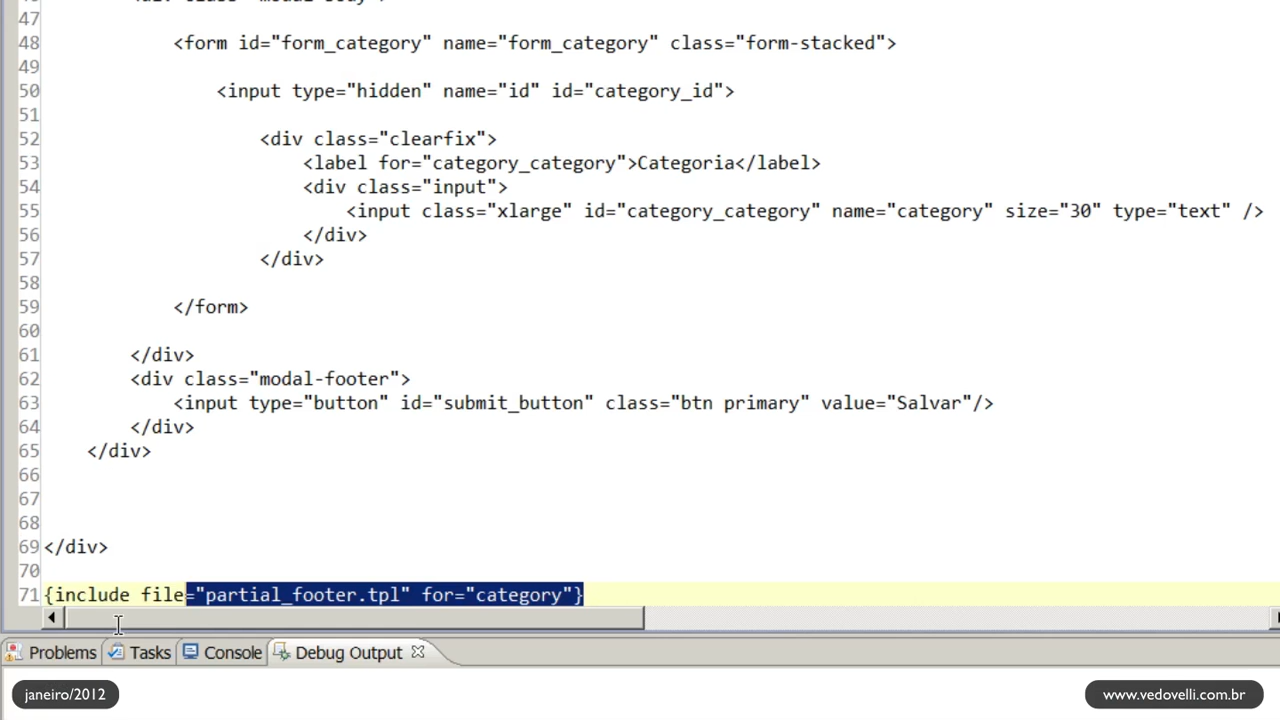 47
48 <form id="form_category" name="form_category" class="form-stacked">
49
50 <input type="hidden" name="id" id="category_id">
51
52 <div class="clearfix">
53 <label for="category_category">Categoria</label>
54 <div class="input">
55 <input class="xlarge" id="category_category" name="category" size="30" type="text" />
56 </div>
57 </div>
58
59 </form>
60
61 </div>
62 <div class="modal-footer">
63 <input type="button" id="submit_button" class="btn primary" value="Salvar"/>
64 </div>
65 </div>
66
67
68
69 </div>
70
71 {include file="partial_footer.tpl" for="category"}
Problems Tasks Console Debug Output
janeiro/2012 www.vedovelli.com.br